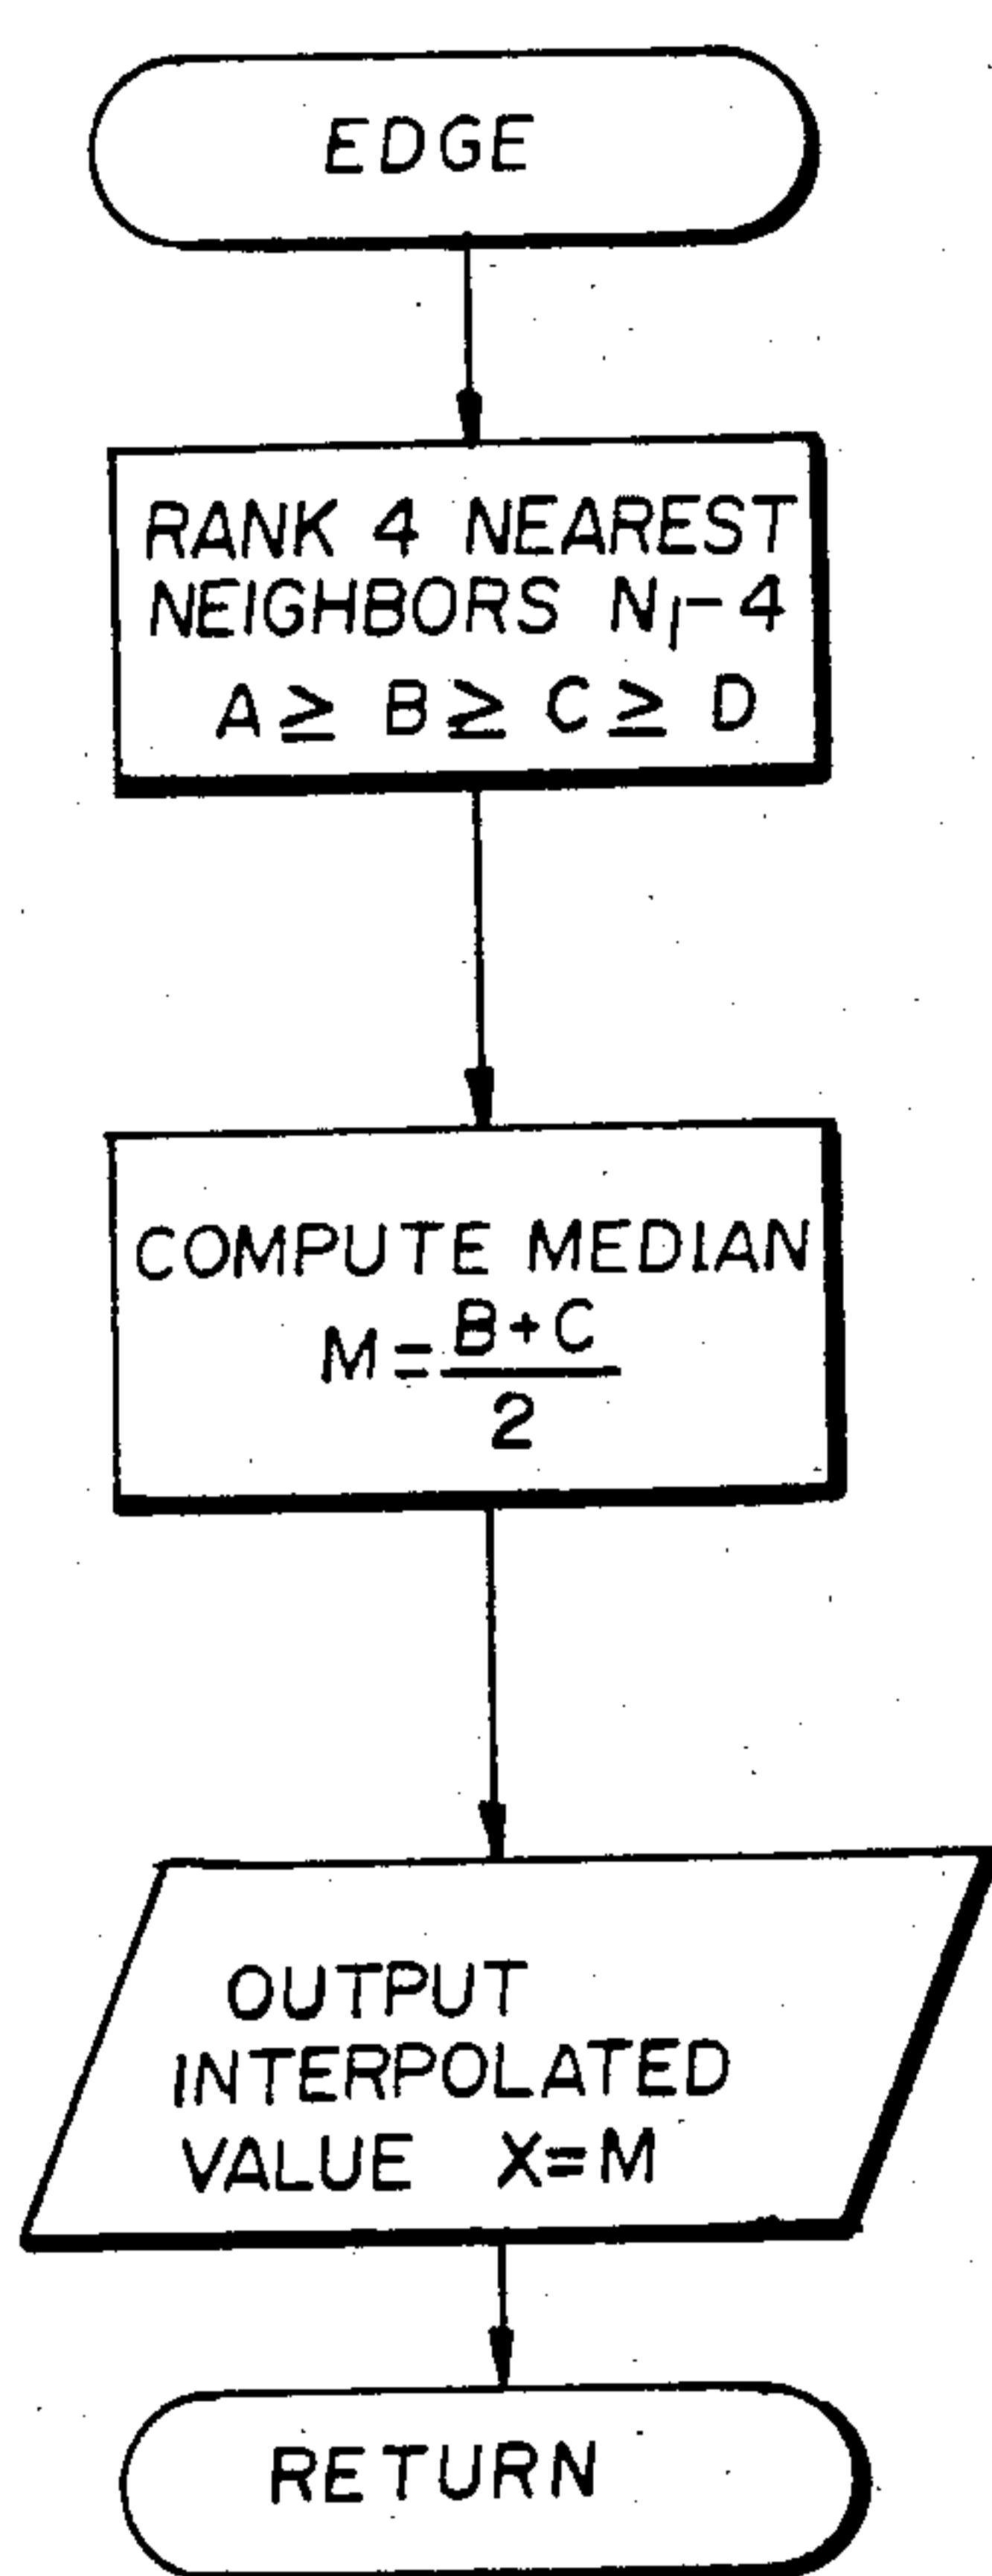 EDGE
RANK 4 NEAREST
NEIGHBORS N₁-4
A ≥ B ≥ C ≥ D
COMPUTE MEDIAN
M = B+C
2
OUTPUT
INTERPOLATED
VALUE X=M
RETURN